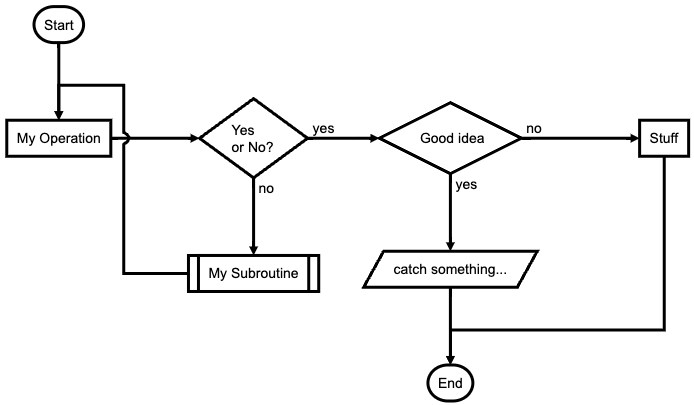 Start
My Operation
Yes
or No?
yes
Good idea
no
Stuff
no
yes
My Subroutine
catch something...
End